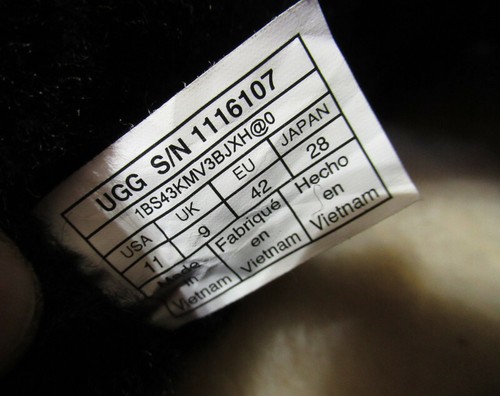 UGG S/N 1116107
1BS43KMV3BJXH@0
USA UK EU JAPAN
11 9 42 28
Made in Vietnam
Fabriqué en Vietnam
Hecho en Vietnam